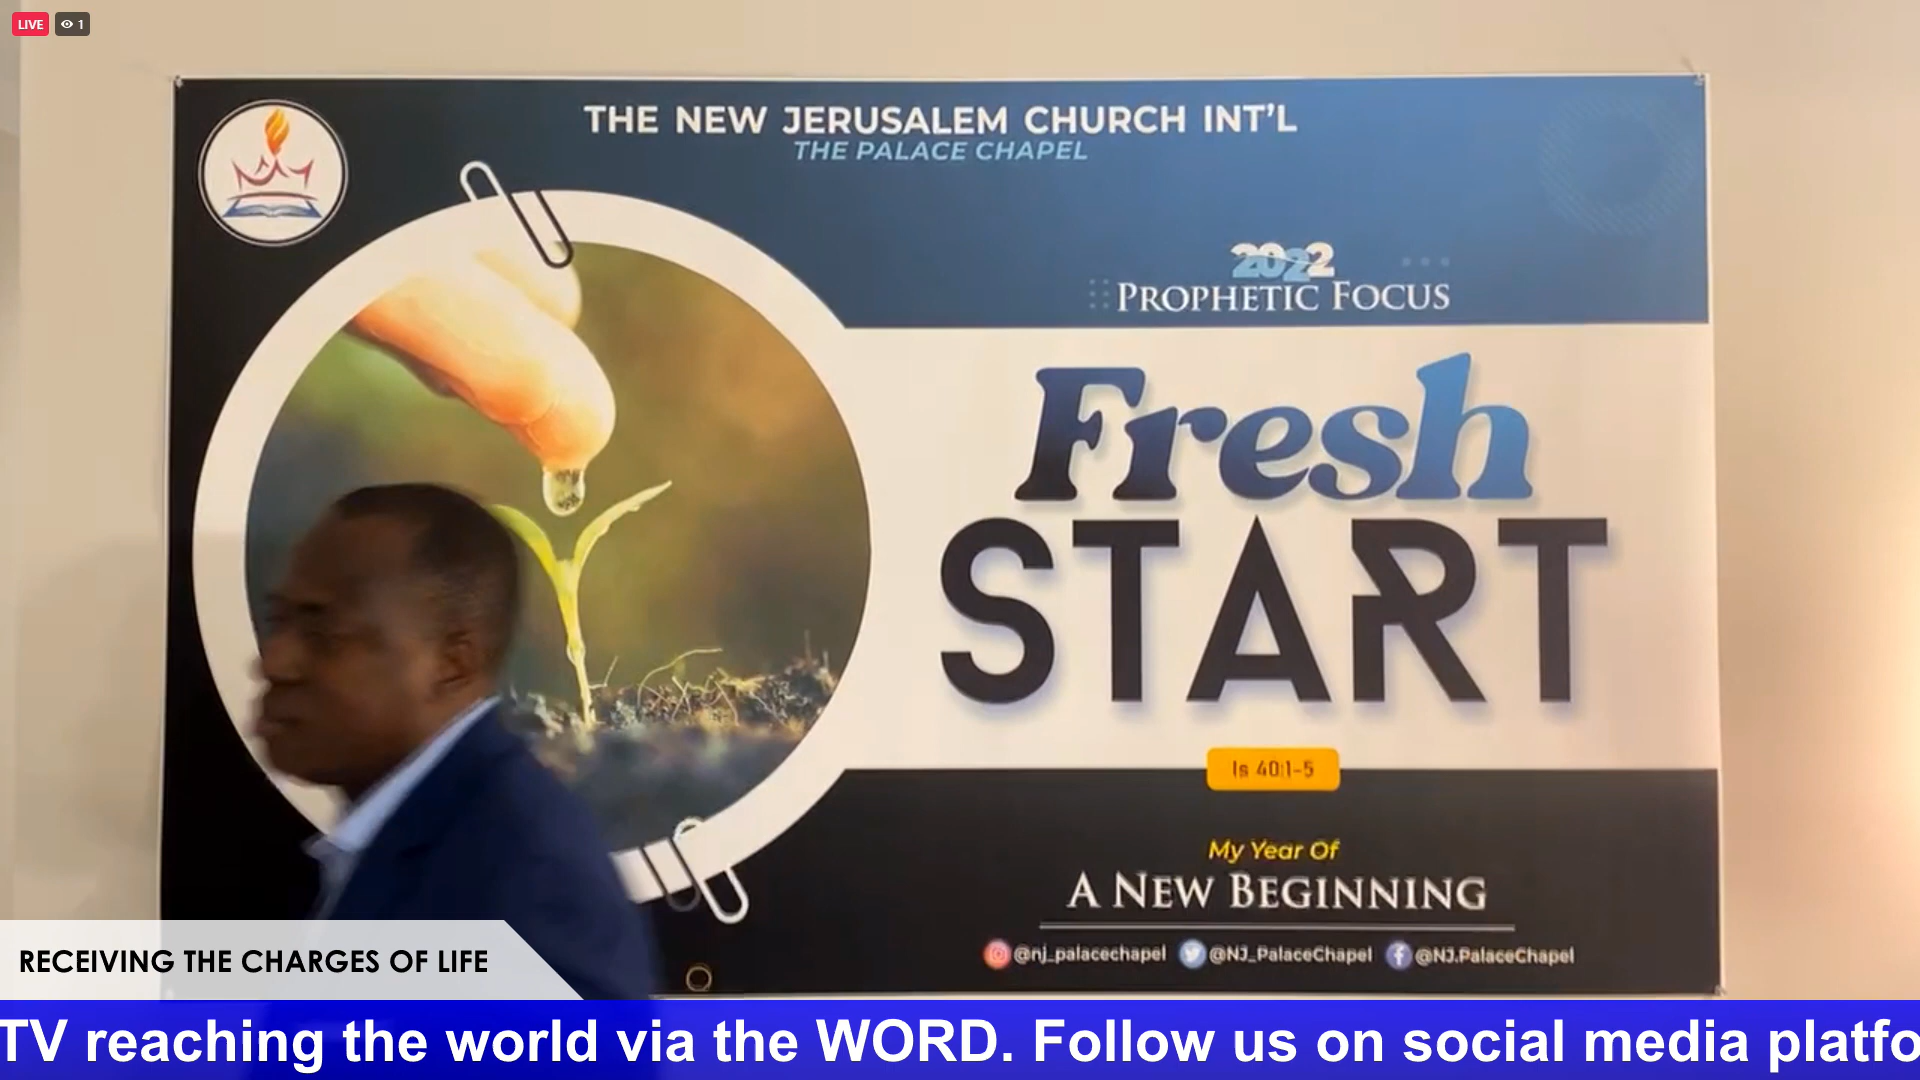 LIVE
1
THE NEW JERUSALEM CHURCH INT'L
THE PALACE CHAPEL
2022
PROPHETIC FOCUS
Fresh
START
Is 40:1-5
My Year Of
A NEW BEGINNING
@nj_palacechapel @NJ_PalaceChapel @NJ.PalaceChapel
RECEIVING THE CHARGES OF LIFE
TV reaching the world via the WORD. Follow us on social media platfo